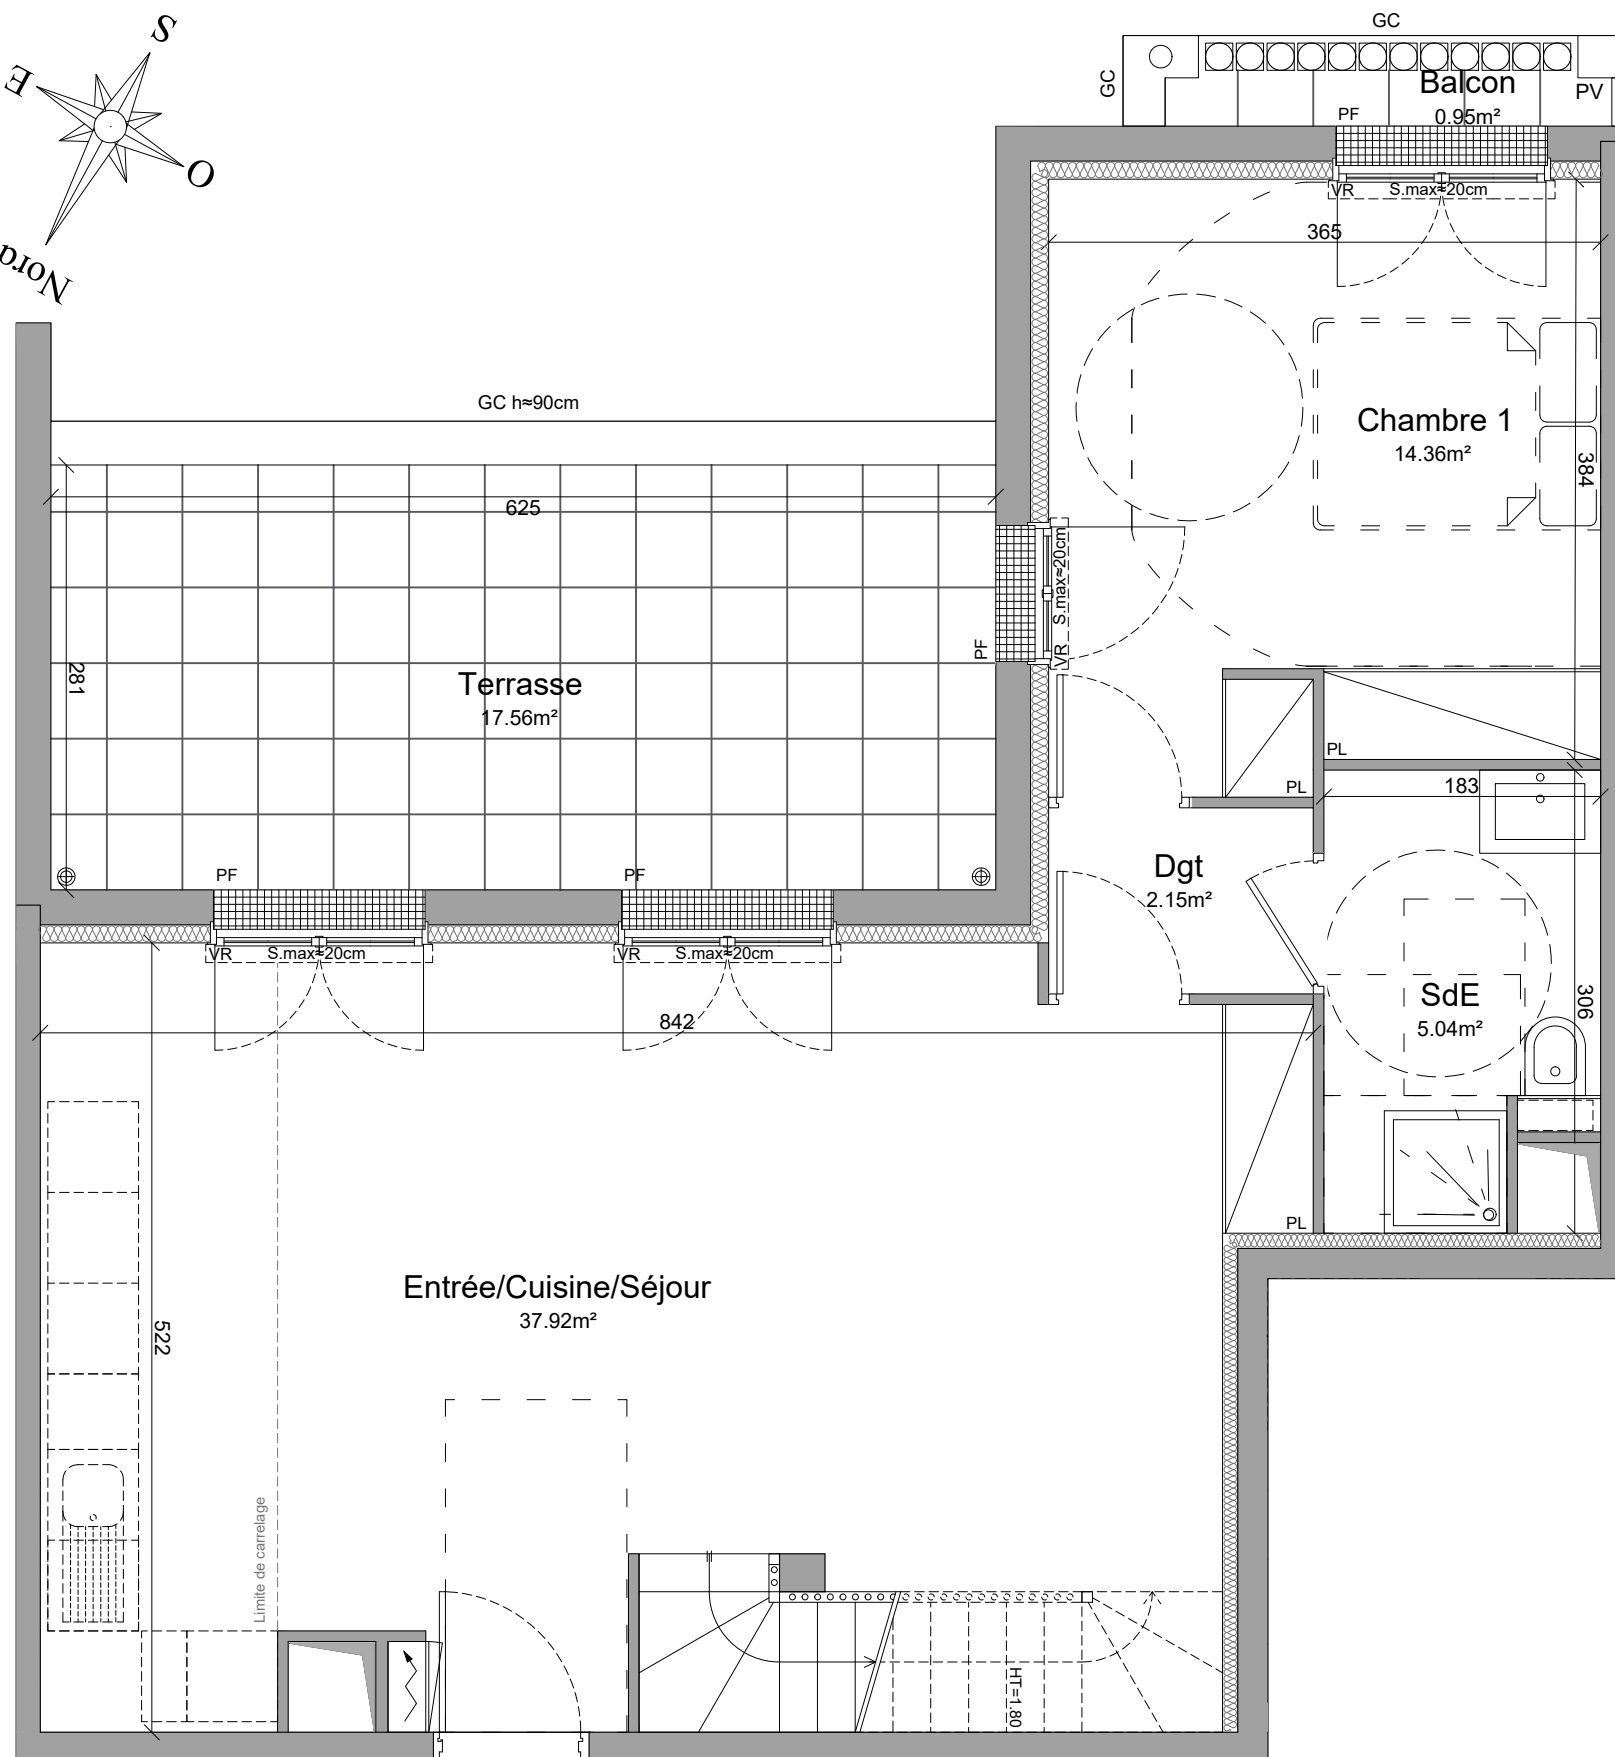 S
E
O
Nord
GC
GC
Balcon
0.95m²
PV
PF
VR
S.max≈20cm
365
GC h≈90cm
Chambre 1
14.36m²
384
625
S.max≈20cm
VR
PF
281
Terrasse
17.56m²
PL
PL
183
Dgt
2.15m²
PF
PF
VR
S.max≈20cm
VR
S.max≈20cm
SdE
5.04m²
306
842
PL
Entrée/Cuisine/Séjour
37.92m²
522
Limite de carrelage
HT=1.80